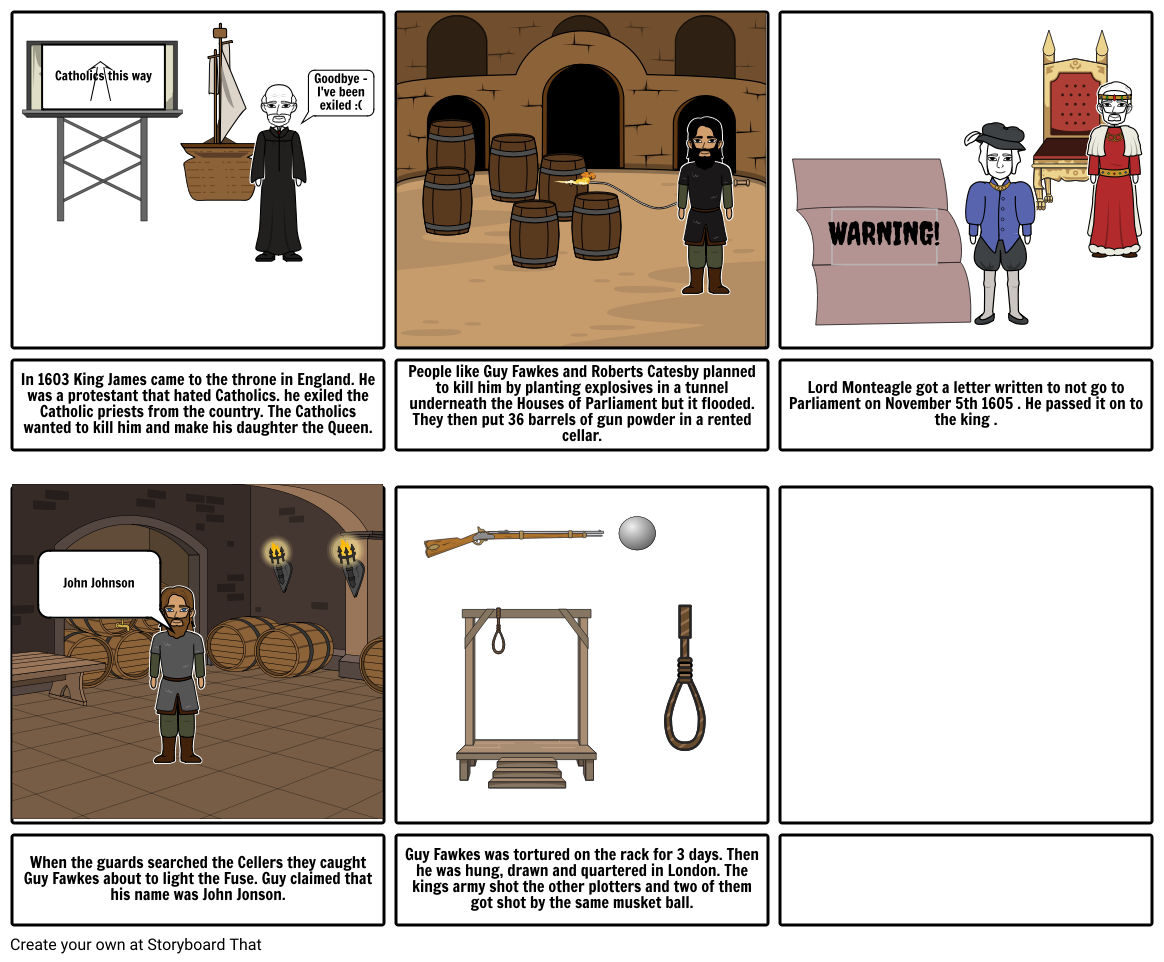 Catholics this way
Goodbye -
I've been
exiled :(
WARNING!
In 1603 King James came to the throne in England. He
was a protestant that hated Catholics. he exiled the
Catholic priests from the country. The Catholics
wanted to kill him and make his daughter the Queen.
People like Guy Fawkes and Roberts Catesby planned
to kill him by planting explosives in a tunnel
underneath the Houses of Parliament but it flooded.
They then put 36 barrels of gun powder in a rented
cellar.
Lord Monteagle got a letter written to not go to
Parliament on November 5th 1605 . He passed it on to
the king .
John Johnson
When the guards searched the Cellers they caught
Guy Fawkes about to light the Fuse. Guy claimed that
his name was John Jonson.
Guy Fawkes was tortured on the rack for 3 days. Then
he was hung, drawn and quartered in London. The
kings army shot the other plotters and two of them
got shot by the same musket ball.
Create your own at Storyboard That